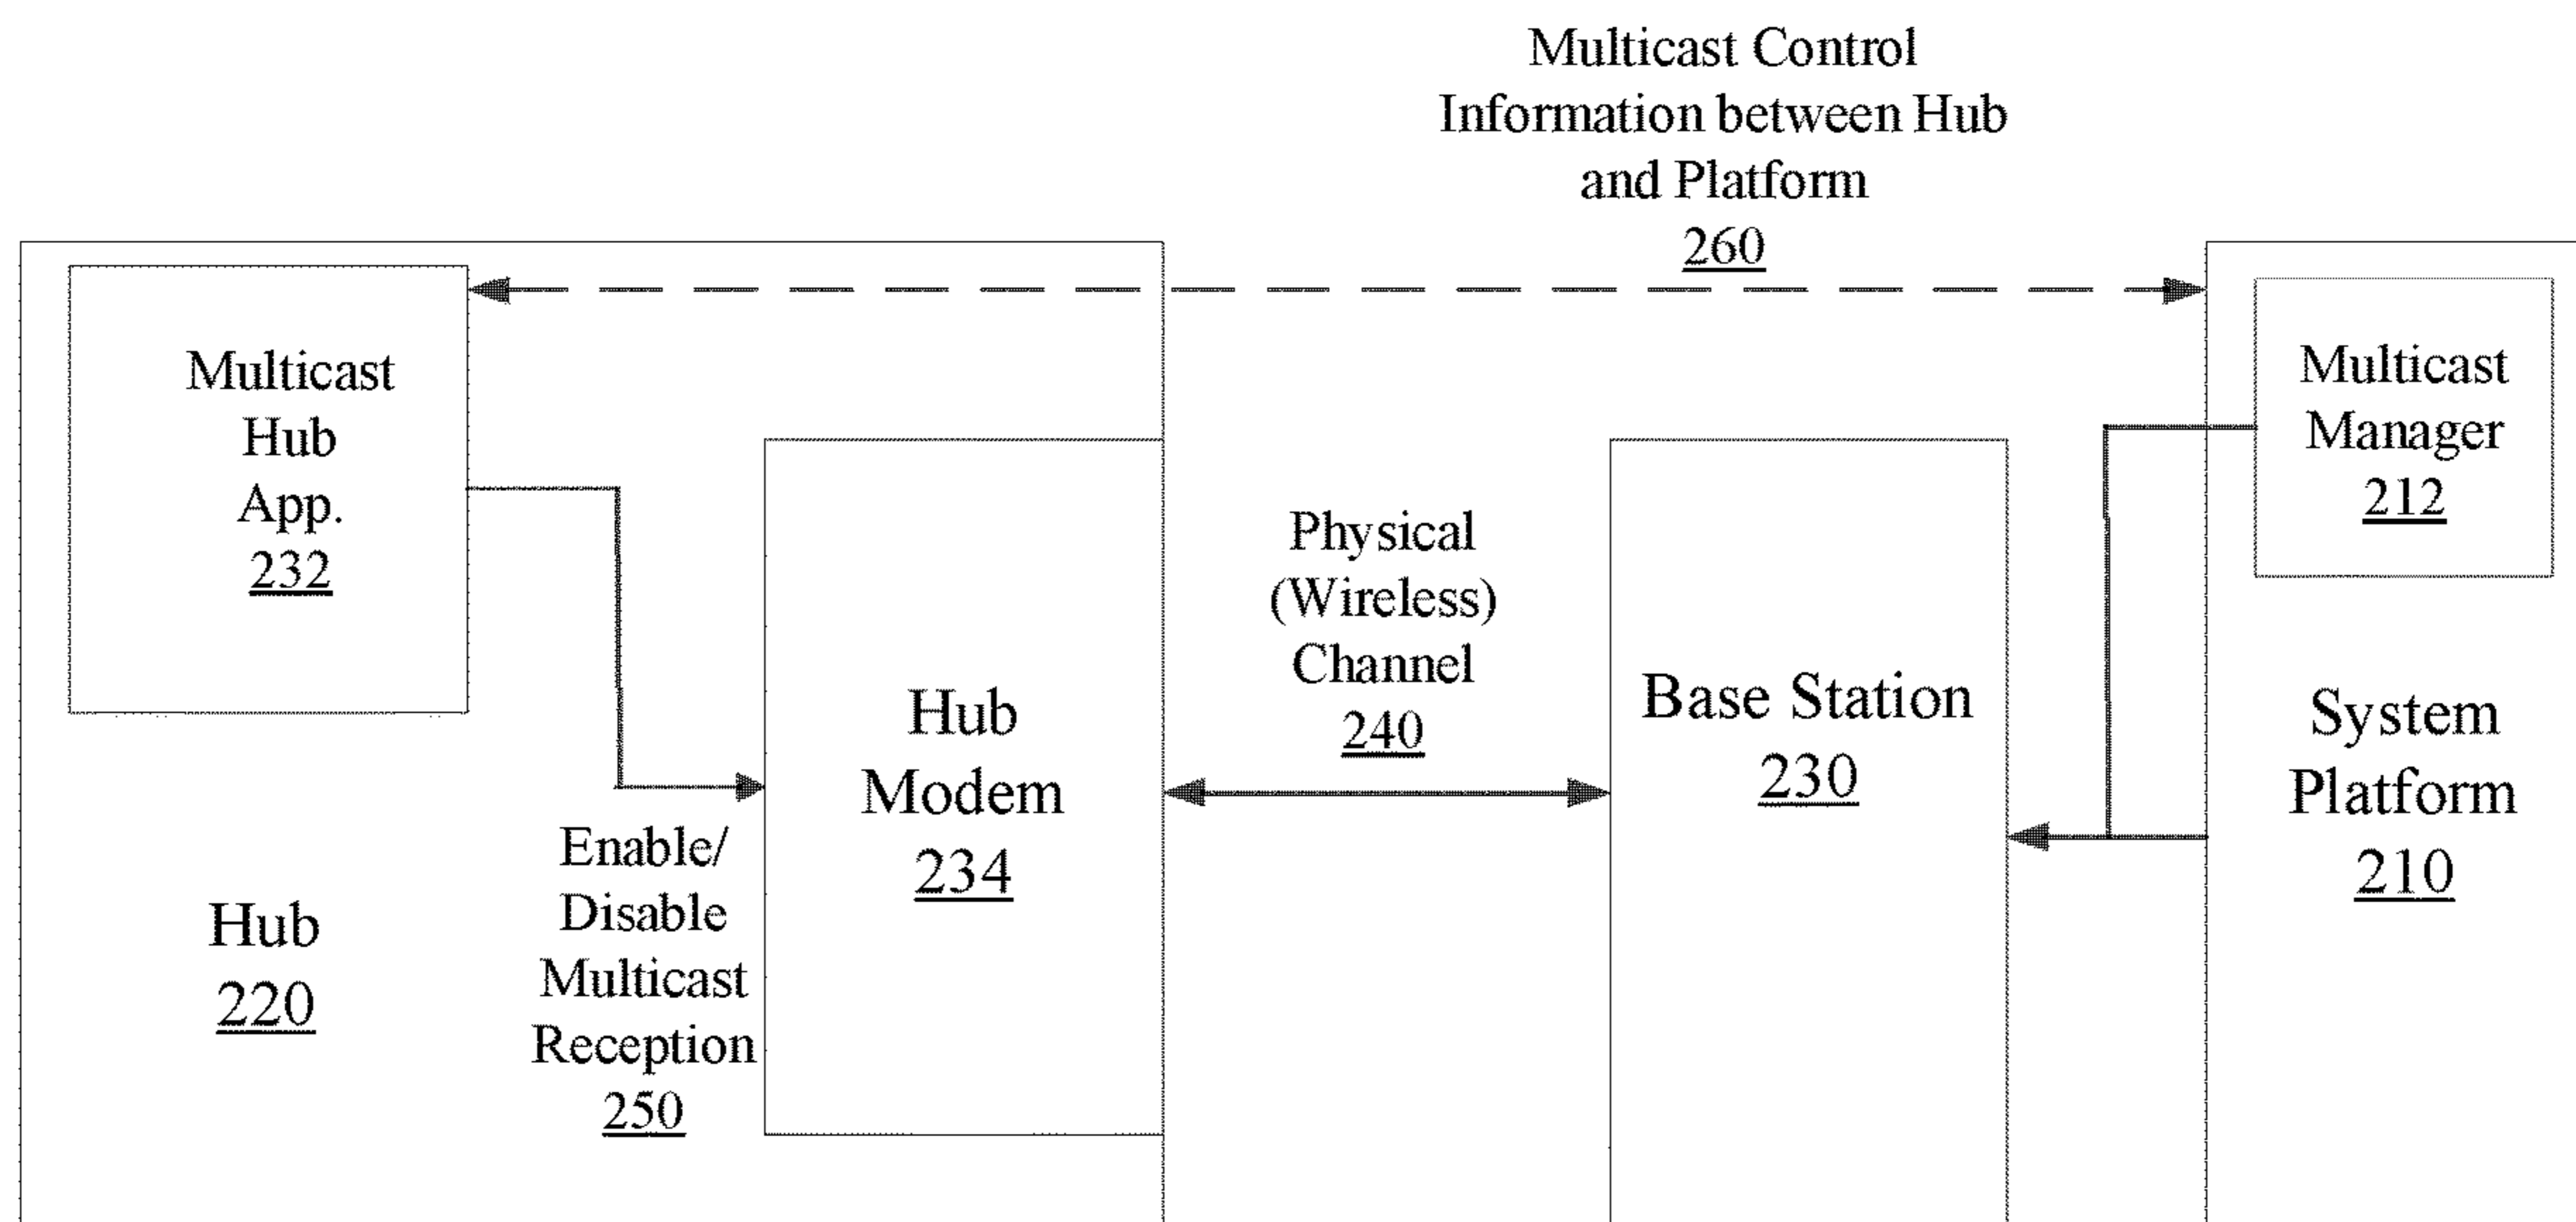 Multicast Control
Information between Hub
and Platform
260
Multicast
Hub
App.
232
Multicast
Manager
212
Physical
(Wireless)
Channel
240
Hub
Modem
234
Base Station
230
System
Platform
210
Enable/
Disable
Multicast
Reception
250
Hub
220